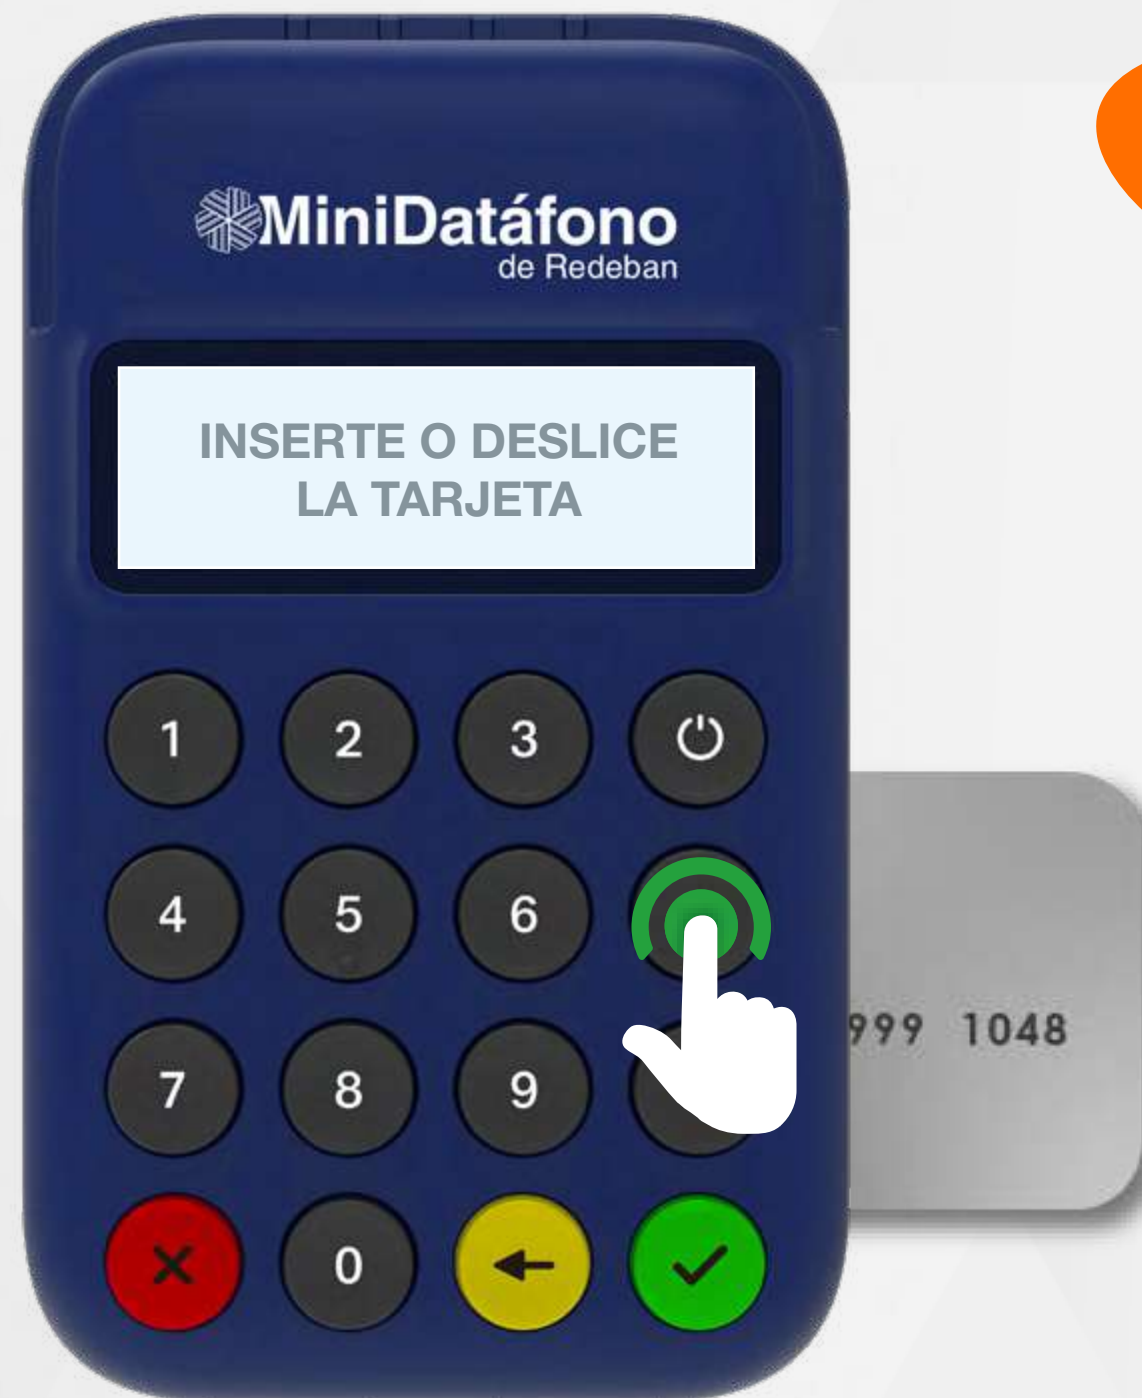 MiniDatáfono
de Redeban
INSERTE O DESLICE
LA TARJETA
1 2 3
4 5 6
999 1048
7 8 9
0